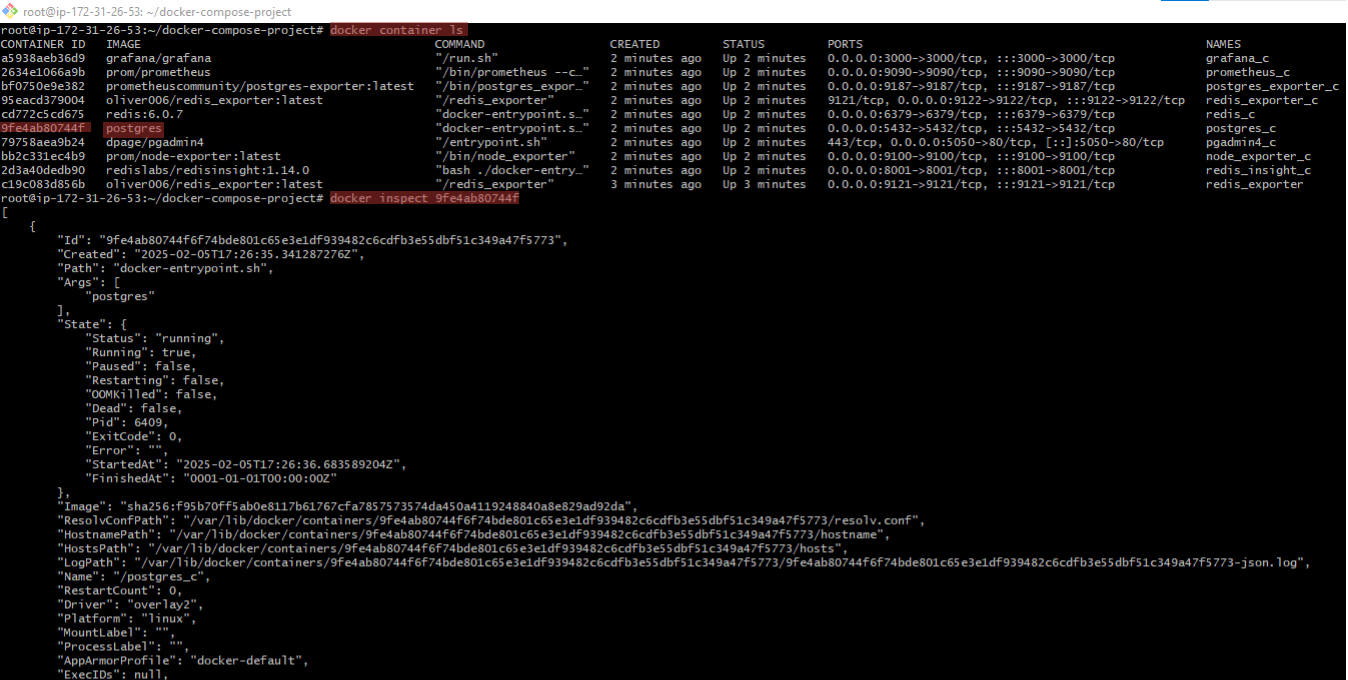 root@ip-172-31-26-53: ~/docker-compose-project
root@ip-172-31-26-53:~/docker-compose-project# docker container ls
CONTAINER ID   IMAGE                                           COMMAND                  CREATED         STATUS         PORTS                                                 NAMES
a5938aeb36d9   grafana/grafana                                 "/run.sh"                2 minutes ago   Up 2 minutes   0.0.0.0:3000->3000/tcp, :::3000->3000/tcp             grafana_c
2634e1066a9b   prom/prometheus                                 "/bin/prometheus --c…"   2 minutes ago   Up 2 minutes   0.0.0.0:9090->9090/tcp, :::9090->9090/tcp             prometheus_c
bf0750e9e382   prometheuscommunity/postgres-exporter:latest   "/bin/postgres_expor…"   2 minutes ago   Up 2 minutes   0.0.0.0:9187->9187/tcp, :::9187->9187/tcp             postgres_exporter_c
95eacd379004   oliver006/redis_exporter:latest                 "/redis_exporter"        2 minutes ago   Up 2 minutes   9121/tcp, 0.0.0.0:9122->9122/tcp, :::9122->9122/tcp   redis_exporter_c
cd772c5cd675   redis:6.0.7                                     "docker-entrypoint.s…"   2 minutes ago   Up 2 minutes   0.0.0.0:6379->6379/tcp, :::6379->6379/tcp             redis_c
9fe4ab80744f   postgres                                        "docker-entrypoint.s…"   2 minutes ago   Up 2 minutes   0.0.0.0:5432->5432/tcp, :::5432->5432/tcp             postgres_c
79758aea9b24   dpage/pgadmin4                                  "/entrypoint.sh"         2 minutes ago   Up 2 minutes   443/tcp, 0.0.0.0:5050->80/tcp, [::]:5050->80/tcp      pgadmin4_c
bb2c331ec4b9   prom/node-exporter:latest                       "/bin/node_exporter"     2 minutes ago   Up 2 minutes   0.0.0.0:9100->9100/tcp, :::9100->9100/tcp             node_exporter_c
2d3a40dedb90   redislabs/redisinsight:1.14.0                   "bash ./docker-entry…"   2 minutes ago   Up 2 minutes   0.0.0.0:8001->8001/tcp, :::8001->8001/tcp             redis_insight_c
c19c083d856b   oliver006/redis_exporter:latest                 "/redis_exporter"        3 minutes ago   Up 3 minutes   0.0.0.0:9121->9121/tcp, :::9121->9121/tcp             redis_exporter
root@ip-172-31-26-53:~/docker-compose-project# docker inspect 9fe4ab80744f
[
    {
        "Id": "9fe4ab80744f6f74bde801c65e3e1df939482c6cdfb3e55dbf51c349a47f5773",
        "Created": "2025-02-05T17:26:35.341287276Z",
        "Path": "docker-entrypoint.sh",
        "Args": [
            "postgres"
        ],
        "State": {
            "Status": "running",
            "Running": true,
            "Paused": false,
            "Restarting": false,
            "OOMKilled": false,
            "Dead": false,
            "Pid": 6409,
            "ExitCode": 0,
            "Error": "",
            "StartedAt": "2025-02-05T17:26:36.683589204Z",
            "FinishedAt": "0001-01-01T00:00:00Z"
        },
        "Image": "sha256:f95b70ff5ab0e8117b61767cfa7857573574da450a4119248840a8e829ad92da",
        "ResolvConfPath": "/var/lib/docker/containers/9fe4ab80744f6f74bde801c65e3e1df939482c6cdfb3e55dbf51c349a47f5773/resolv.conf",
        "HostnamePath": "/var/lib/docker/containers/9fe4ab80744f6f74bde801c65e3e1df939482c6cdfb3e55dbf51c349a47f5773/hostname",
        "HostsPath": "/var/lib/docker/containers/9fe4ab80744f6f74bde801c65e3e1df939482c6cdfb3e55dbf51c349a47f5773/hosts",
        "LogPath": "/var/lib/docker/containers/9fe4ab80744f6f74bde801c65e3e1df939482c6cdfb3e55dbf51c349a47f5773/9fe4ab80744f6f74bde801c65e3e1df939482c6cdfb3e55dbf51c349a47f5773-json.log",
        "Name": "/postgres_c",
        "RestartCount": 0,
        "Driver": "overlay2",
        "Platform": "linux",
        "MountLabel": "",
        "ProcessLabel": "",
        "AppArmorProfile": "docker-default",
        "ExecIDs": null,